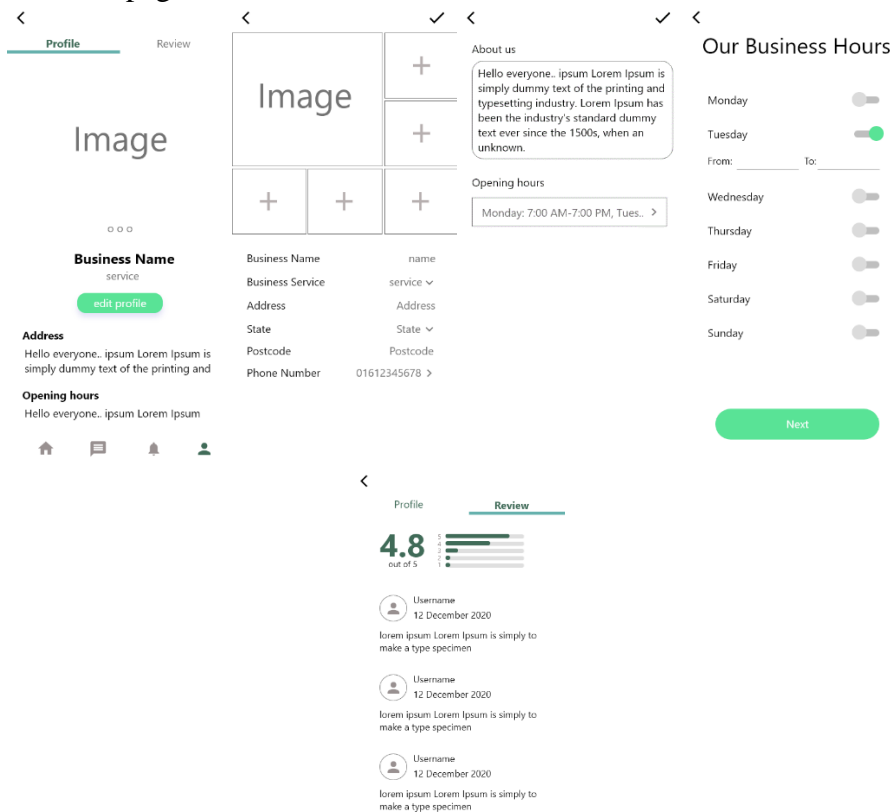 Profile
Review
Image
Business Name
service
edit profile
Address
Hello everyone.. ipsum Lorem Ipsum is
simply dummy text of the printing and
Opening hours
Hello everyone.. ipsum Lorem Ipsum
Image
Business Name name
Business Service service
Address Address
State State
Postcode Postcode
Phone Number 01612345678
About us
Hello everyone.. ipsum Lorem Ipsum is
simply dummy text of the printing and
typesetting industry. Lorem Ipsum has
been the industry's standard dummy
text ever since the 1500s, when an
unknown.
Opening hours
Monday: 7:00 AM-7:00 PM, Tues..
Our Business Hours
Monday
Tuesday
From: To:
Wednesday
Thursday
Friday
Saturday
Sunday
Next
Profile
Review
4.8
out of 5
5
4
3
2
1
Username
12 December 2020
lorem ipsum Lorem Ipsum is simply to
make a type specimen
Username
12 December 2020
lorem ipsum Lorem Ipsum is simply to
make a type specimen
Username
12 December 2020
lorem ipsum Lorem Ipsum is simply to
make a type specimen